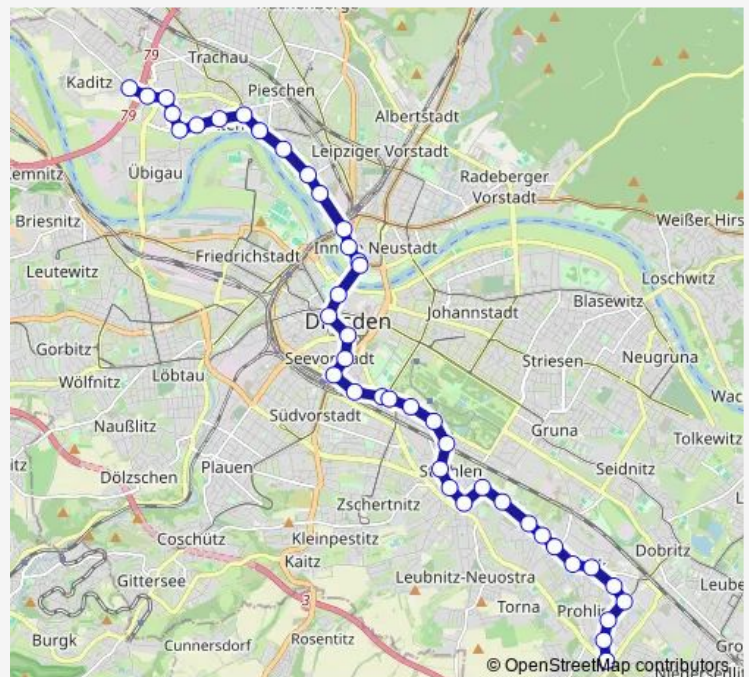 79
Trachau
Kaditz
Pieschen
79
Albertstadt
Leipziger Vorstadt
Übigau
Radeberger
Vorstadt
Briesnitz
Weißer Hirs
Friedrichstadt
Neustadt
Leutewitz
Loschwitz
Blasewitz
Johannstadt
Gorbitz
Striesen
Neugruna
Wölfnitz
Löbtau
Südvorstadt
Naußlitz
Gruna
Tolkewitz
Plauen
Seidnitz
Dölzschen
Zschertnitz
Coschütz
Kleinpestitz
Kaitz
Dobritz
Gittersee
Leubnitz-Neuostra
3
Torna
Burgk
Cunnersdorf
Rosentitz
© OpenStreetMap contributors